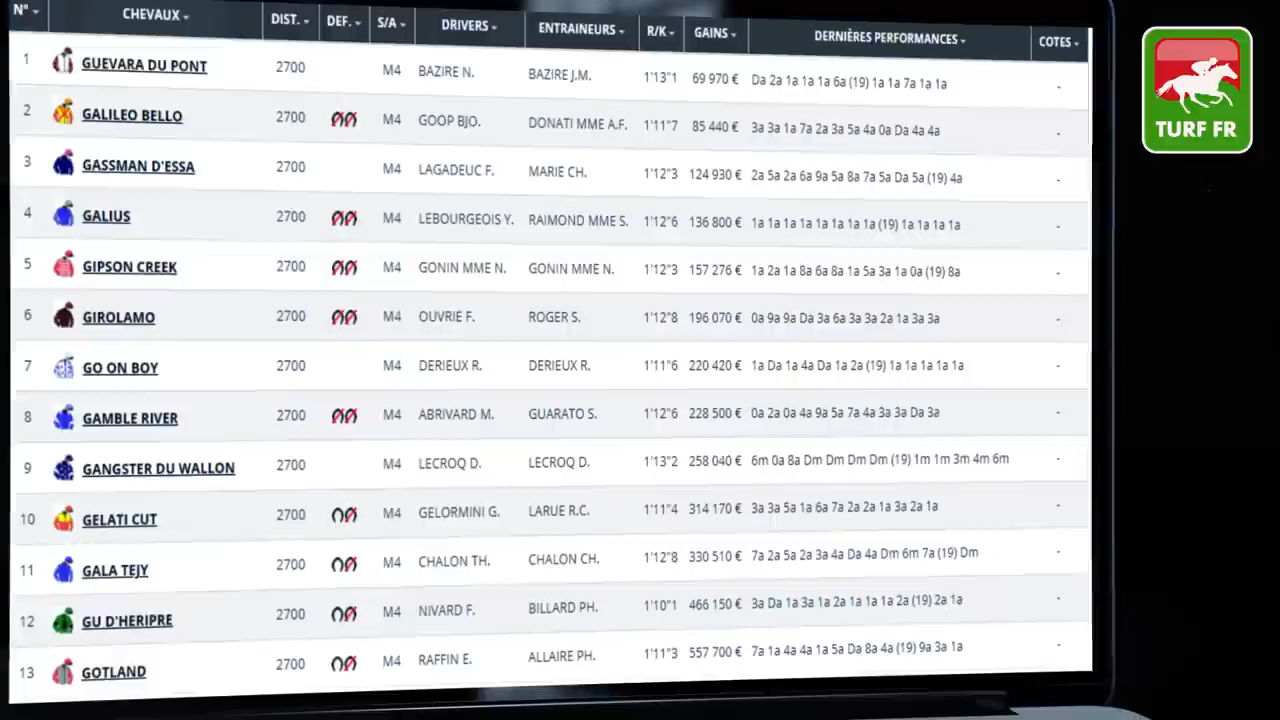 N° CHEVAUX DIST. DEF. S/A DRIVERS ENTRAINEURS R/K GAINS DERNIÈRES PERFORMANCES COTES
1 GUEVARA DU PONT 2700 M4 BAZIRE N. BAZIRE J.M. 1'13"1 69 970 € Da 2a 1a 1a 1a 6a (19) 1a 1a 7a 1a 1a -
2 GALILEO BELLO 2700 M4 GOOP BJO. DONATI MME A.F. 1'11"7 85 440 € 3a 3a 1a 7a 2a 3a 5a 4a 0a Da 4a 4a -
3 GASSMAN D'ESSA 2700 M4 LAGADEUC F. MARIE CH. 1'12"3 124 930 € 2a 5a 2a 6a 9a 5a 8a 7a 5a Da 5a (19) 4a -
4 GALIUS 2700 M4 LEBOURGEOIS Y. RAIMOND MME S. 1'12"6 136 800 € 1a 1a 1a 1a 1a 1a 1a 1a (19) 1a 1a 1a 1a -
5 GIPSON CREEK 2700 M4 GONIN MME N. GONIN MME N. 1'12"3 157 276 € 1a 2a 1a 8a 6a 8a 1a 5a 3a 1a 0a (19) 8a -
6 GIROLAMO 2700 M4 OUVRIE F. ROGER S. 1'12"8 196 070 € 0a 9a 9a Da 3a 6a 3a 3a 2a 1a 3a 3a -
7 GO ON BOY 2700 M4 DERIEUX R. DERIEUX R. 1'11"6 220 420 € 1a Da 1a 4a Da 1a 2a (19) 1a 1a 1a 1a 1a -
8 GAMBLE RIVER 2700 M4 ABRIVARD M. GUARATO S. 1'12"6 228 500 € 0a 2a 0a 4a 9a 5a 7a 4a 3a 3a Da 3a -
9 GANGSTER DU WALLON 2700 M4 LECROQ D. LECROQ D. 1'13"2 258 040 € 6m 0a 8a Dm Dm Dm Dm (19) 1m 1m 3m 4m 6m -
10 GELATI CUT 2700 M4 GELORMINI G. LARUE R.C. 1'11"4 314 170 € 3a 3a 5a 1a 6a 7a 2a 2a 1a 3a 2a 1a -
11 GALA TEJY 2700 M4 CHALON TH. CHALON CH. 1'12"8 330 510 € 7a 2a 5a 2a 3a 4a Da 4a Dm 6m 7a (19) Dm -
12 GU D'HERIPRE 2700 M4 NIVARD F. BILLARD PH. 1'10"1 466 150 € 3a Da 1a 3a 1a 2a 1a 1a 1a 2a (19) 2a 1a -
13 GOTLAND 2700 M4 RAFFIN E. ALLAIRE PH. 1'11"3 557 700 € 7a 1a 4a 4a 1a 5a Da 8a 4a (19) 9a 3a 1a -
TURF FR